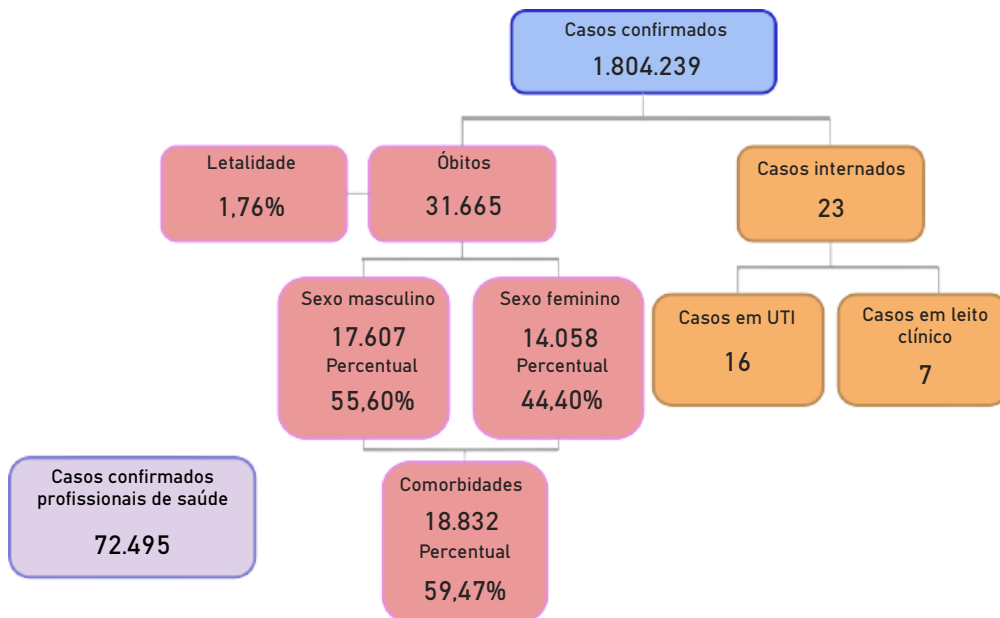 Casos confirmados
1.804.239
Letalidade
1,76%
Óbitos
31.665
Casos internados
23
Sexo masculino
17.607
Percentual
55,60%
Sexo feminino
14.058
Percentual
44,40%
Casos em UTI
16
Casos em leito
clínico
7
Casos confirmados
profissionais de saúde
72.495
Comorbidades
18.832
Percentual
59,47%